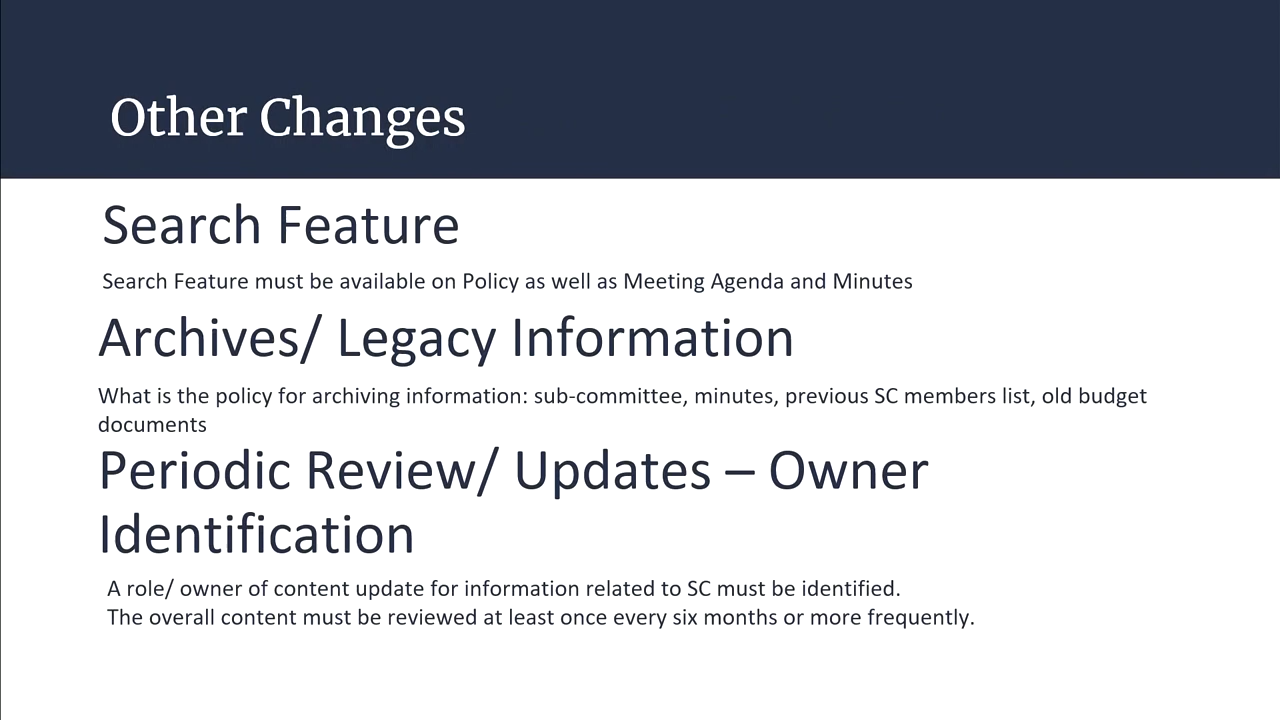 Other Changes
Search Feature
Search Feature must be available on Policy as well as Meeting Agenda and Minutes
Archives/ Legacy Information
What is the policy for archiving information: sub-committee, minutes, previous SC members list, old budget
documents
Periodic Review/ Updates – Owner
Identification
A role/ owner of content update for information related to SC must be identified.
The overall content must be reviewed at least once every six months or more frequently.